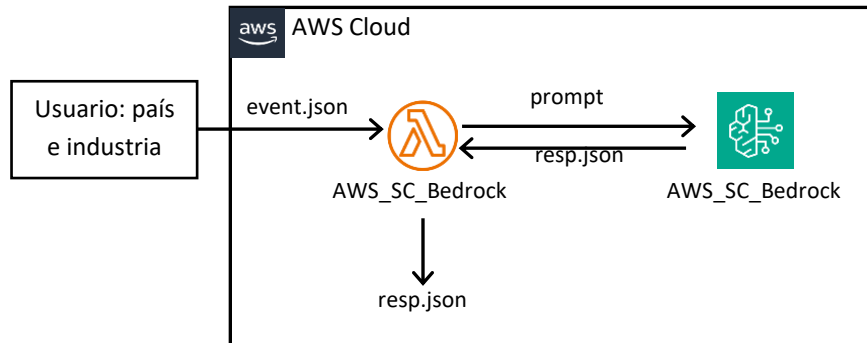 aws AWS Cloud
Usuario: país
e industria
event.json
prompt
resp.json
AWS_SC_Bedrock
AWS_SC_Bedrock
resp.json